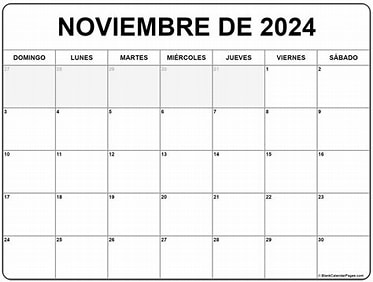 NOVIEMBRE DE 2024
DOMINGO LUNES MARTES MIÉRCOLES JUEVES VIERNES SÁBADO
27 28 29 30 31 1 2
3 4 5 6 7 8 9
10 11 12 13 14 15 16
17 18 19 20 21 22 23
24 25 26 27 28 29 30
© BlankCalendarPages.com